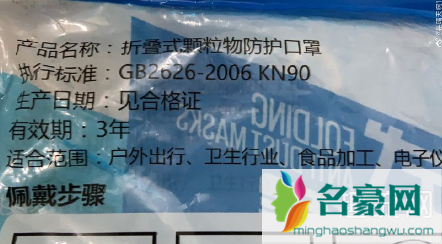 产品名称：折叠式颗粒物防护口罩
执行标准：GB2626-2006 KN90
生产日期：见合格证
有效期：3年
适合范围：户外出行、卫生行业、食品加工、电子仪
佩戴步骤
FOLDING
ANTI DUST MASKS
名豪网
minghaoshouyou.com